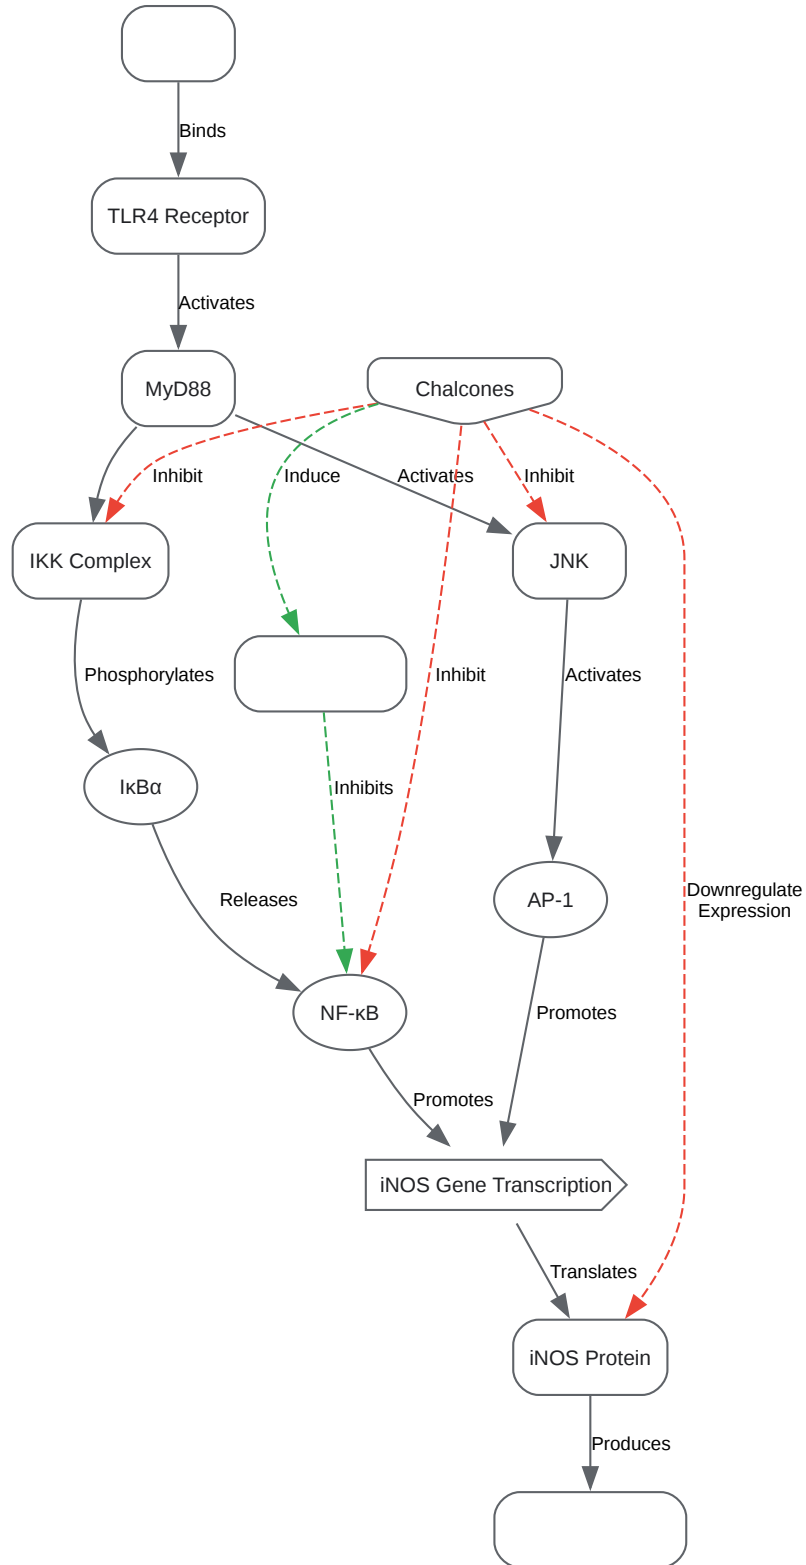 Binds
TLR4 Receptor
Activates
MyD88
Chalcones
Inhibit
Induce
Activates
Inhibit
IKK Complex
JNK
Phosphorylates
Inhibit
Activates
IκBα
Inhibits
Releases
AP-1
Downregulate
Expression
NF-κB
Promotes
Promotes
iNOS Gene Transcription
Translates
iNOS Protein
Produces